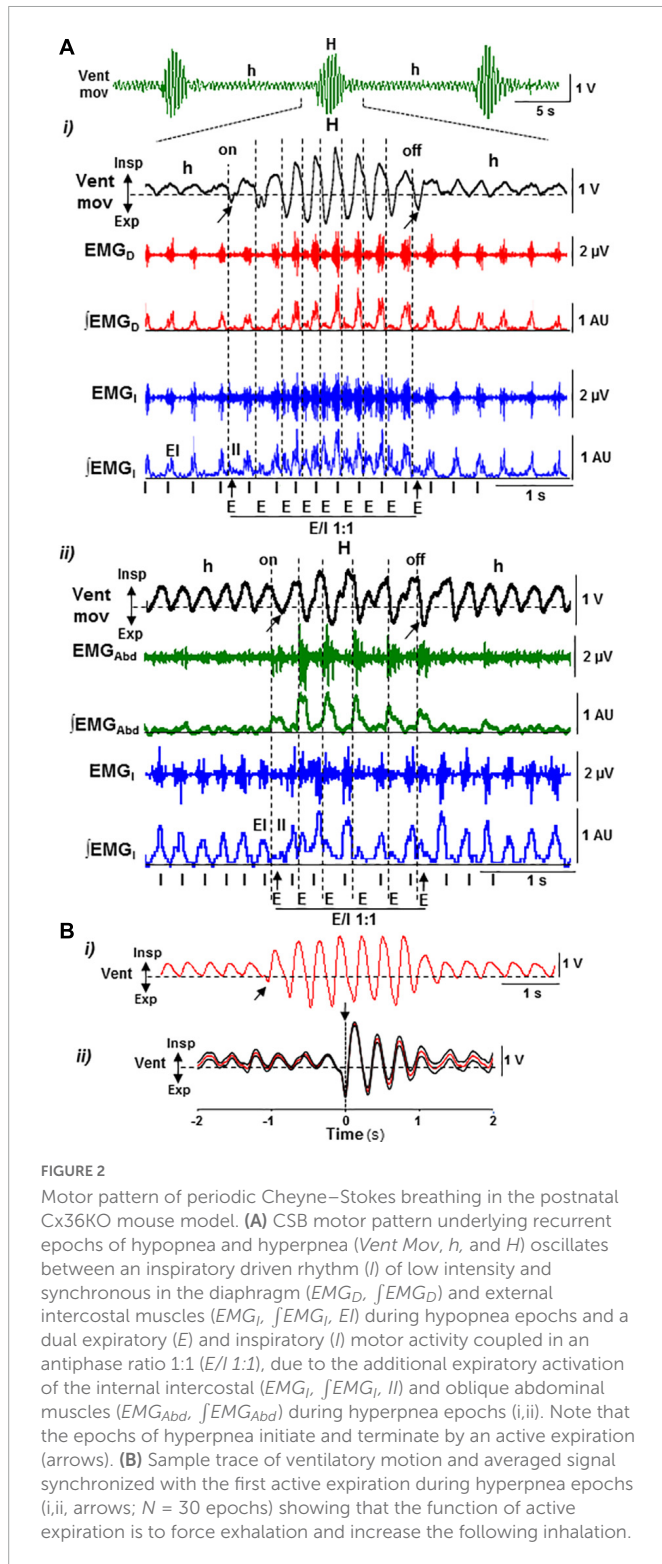 A
H
Vent
mov
h
h
1 V
5 s
i)
H
Insp
Vent
mov
Exp
h
on
off
h
1 V
EMGD
2 µV
∫EMGD
1 AU
EMGI
2 µV
∫EMGI
EI
II
1 AU
I I I I I I I I I I I I I I I
1 s
E E E E E E E E
E/I 1:1
ii)
H
Insp
Vent
mov
Exp
h
on
off
h
1 V
EMGAbd
2 µV
∫EMGAbd
1 AU
EMGI
2 µV
∫EMGI
EI
II
1 AU
I I I I I I I I I I I I I I
1 s
E E E E E E
E/I 1:1
B
i)
Insp
Vent
Exp
1 V
1 s
ii)
Insp
Vent
Exp
1 V
-2 -1 0 1 2
Time (s)
FIGURE 2
Motor pattern of periodic Cheyne–Stokes breathing in the postnatal
Cx36KO mouse model. (A) CSB motor pattern underlying recurrent
epochs of hypopnea and hyperpnea (Vent Mov, h, and H) oscillates
between an inspiratory driven rhythm (I) of low intensity and
synchronous in the diaphragm (EMGD, ∫EMGD) and external
intercostal muscles (EMGI, ∫EMGI, EI) during hypopnea epochs and a
dual expiratory (E) and inspiratory (I) motor activity coupled in an
antiphase ratio 1:1 (E/I 1:1), due to the additional expiratory activation
of the internal intercostal (EMGI, ∫EMGI, II) and oblique abdominal
muscles (EMGAbd, ∫EMGAbd) during hyperpnea epochs (i,ii). Note that
the epochs of hyperpnea initiate and terminate by an active expiration
(arrows). (B) Sample trace of ventilatory motion and averaged signal
synchronized with the first active expiration during hyperpnea epochs
(i,ii, arrows; N = 30 epochs) showing that the function of active
expiration is to force exhalation and increase the following inhalation.